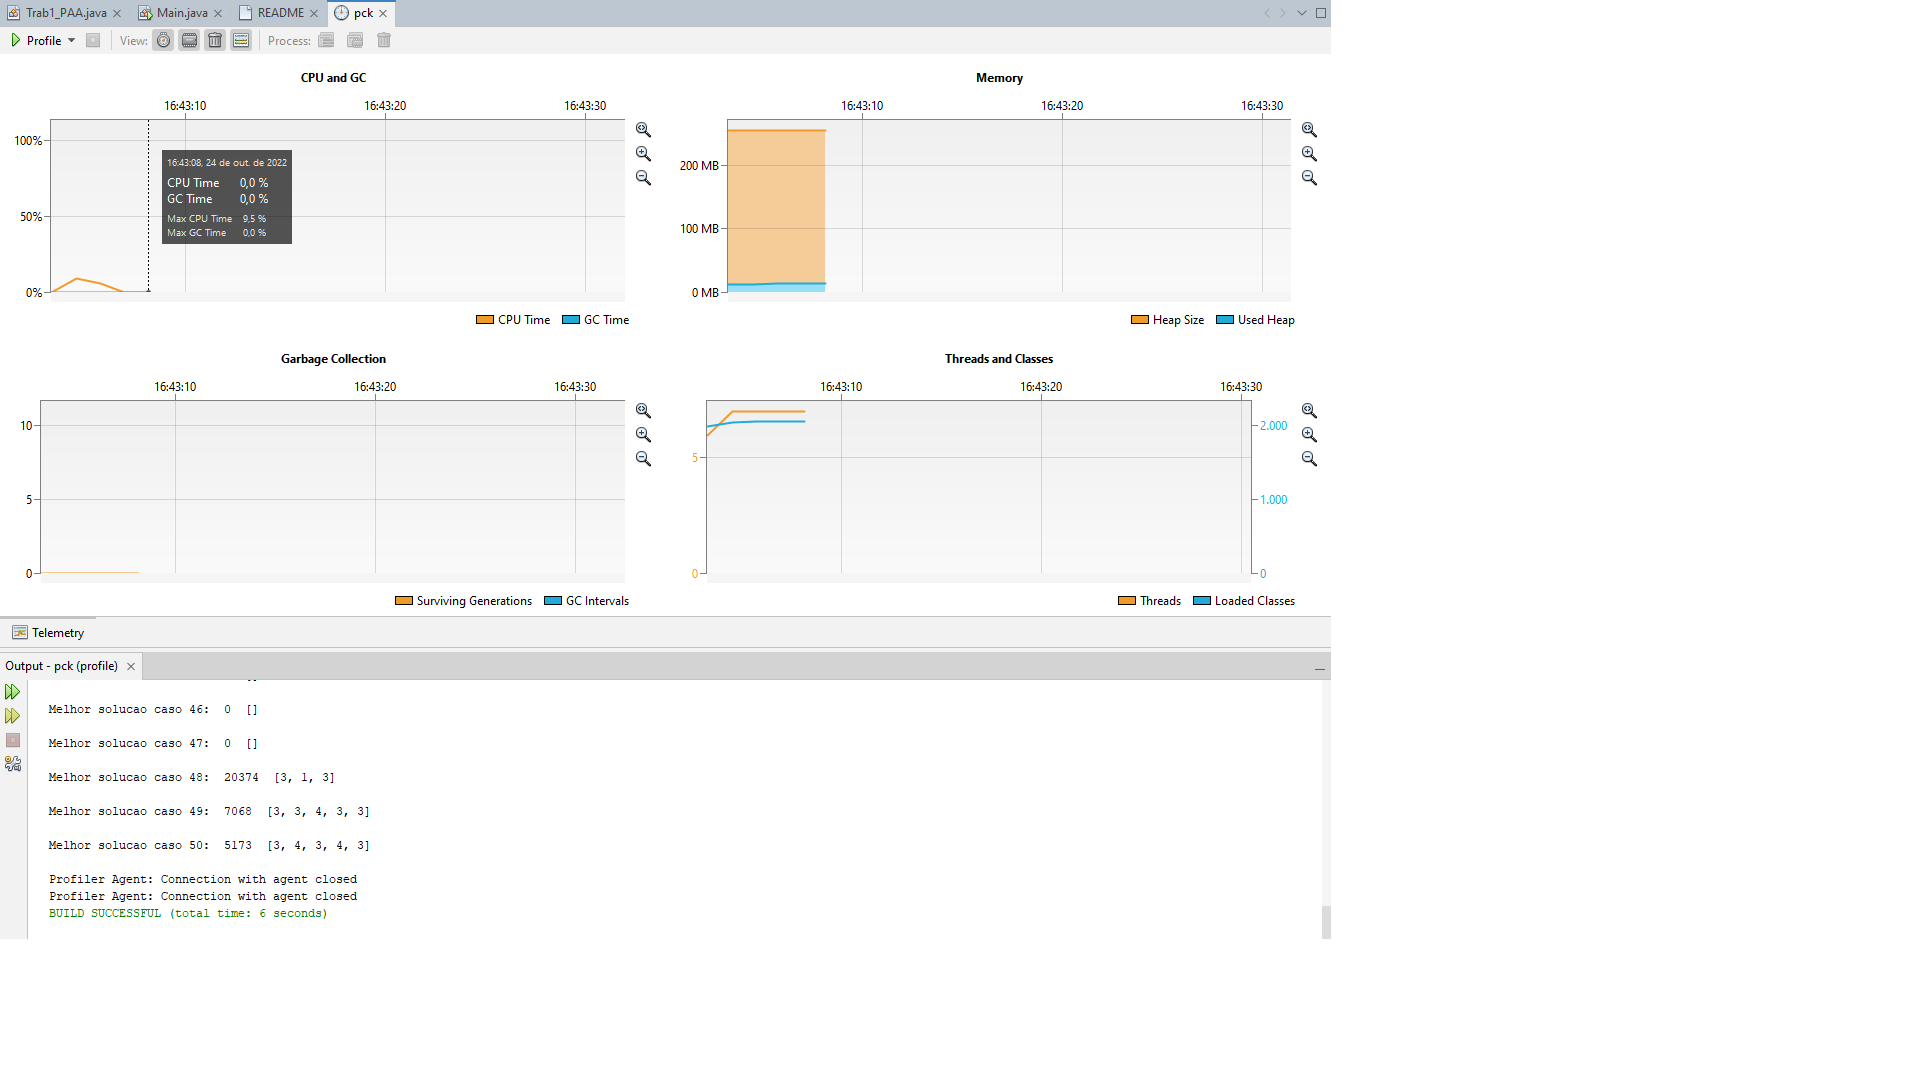 Trab1_PAA.java Main.java README pck
Profile View: Process:
CPU and GC
16:43:10 16:43:20 16:43:30
100%
50%
0%
16:43:08, 24 de out. de 2022
CPU Time 0,0 %
GC Time 0,0 %
Max CPU Time 9,5 %
Max GC Time 0,0 %
CPU Time GC Time
Memory
16:43:10 16:43:20 16:43:30
200 MB
100 MB
0 MB
Heap Size Used Heap
Garbage Collection
16:43:10 16:43:20 16:43:30
10
5
0
Surviving Generations GC Intervals
Threads and Classes
16:43:10 16:43:20 16:43:30
2.000
5
1.000
0 0
Threads Loaded Classes
Telemetry
Output - pck (profile)
Melhor solucao caso 46: 0 []
Melhor solucao caso 47: 0 []
Melhor solucao caso 48: 20374 [3, 1, 3]
Melhor solucao caso 49: 7068 [3, 3, 4, 3, 3]
Melhor solucao caso 50: 5173 [3, 4, 3, 4, 3]
Profiler Agent: Connection with agent closed
Profiler Agent: Connection with agent closed
BUILD SUCCESSFUL (total time: 6 seconds)